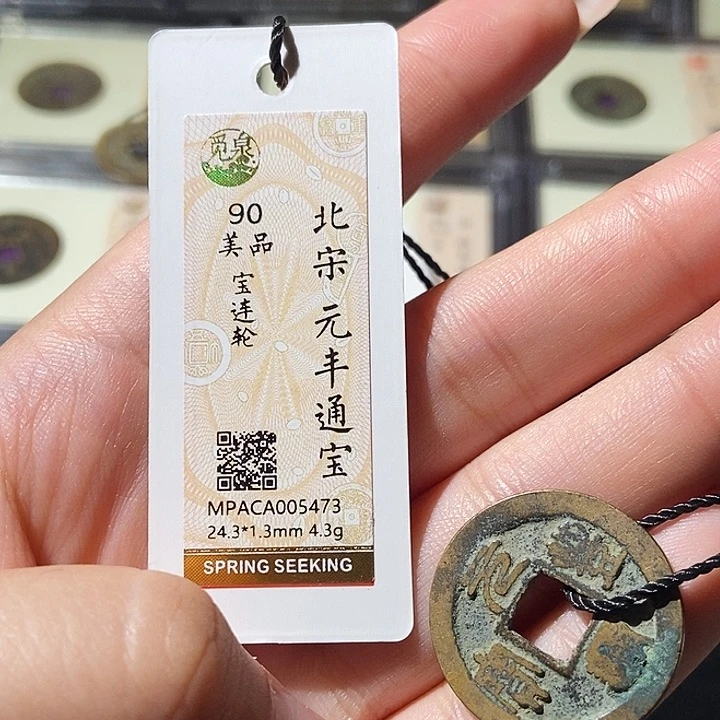 觅泉
90
美品
宝连轮
北宋 元丰通宝
MPACA005473
24.3*1.3mm 4.3g
SPRING SEEKING